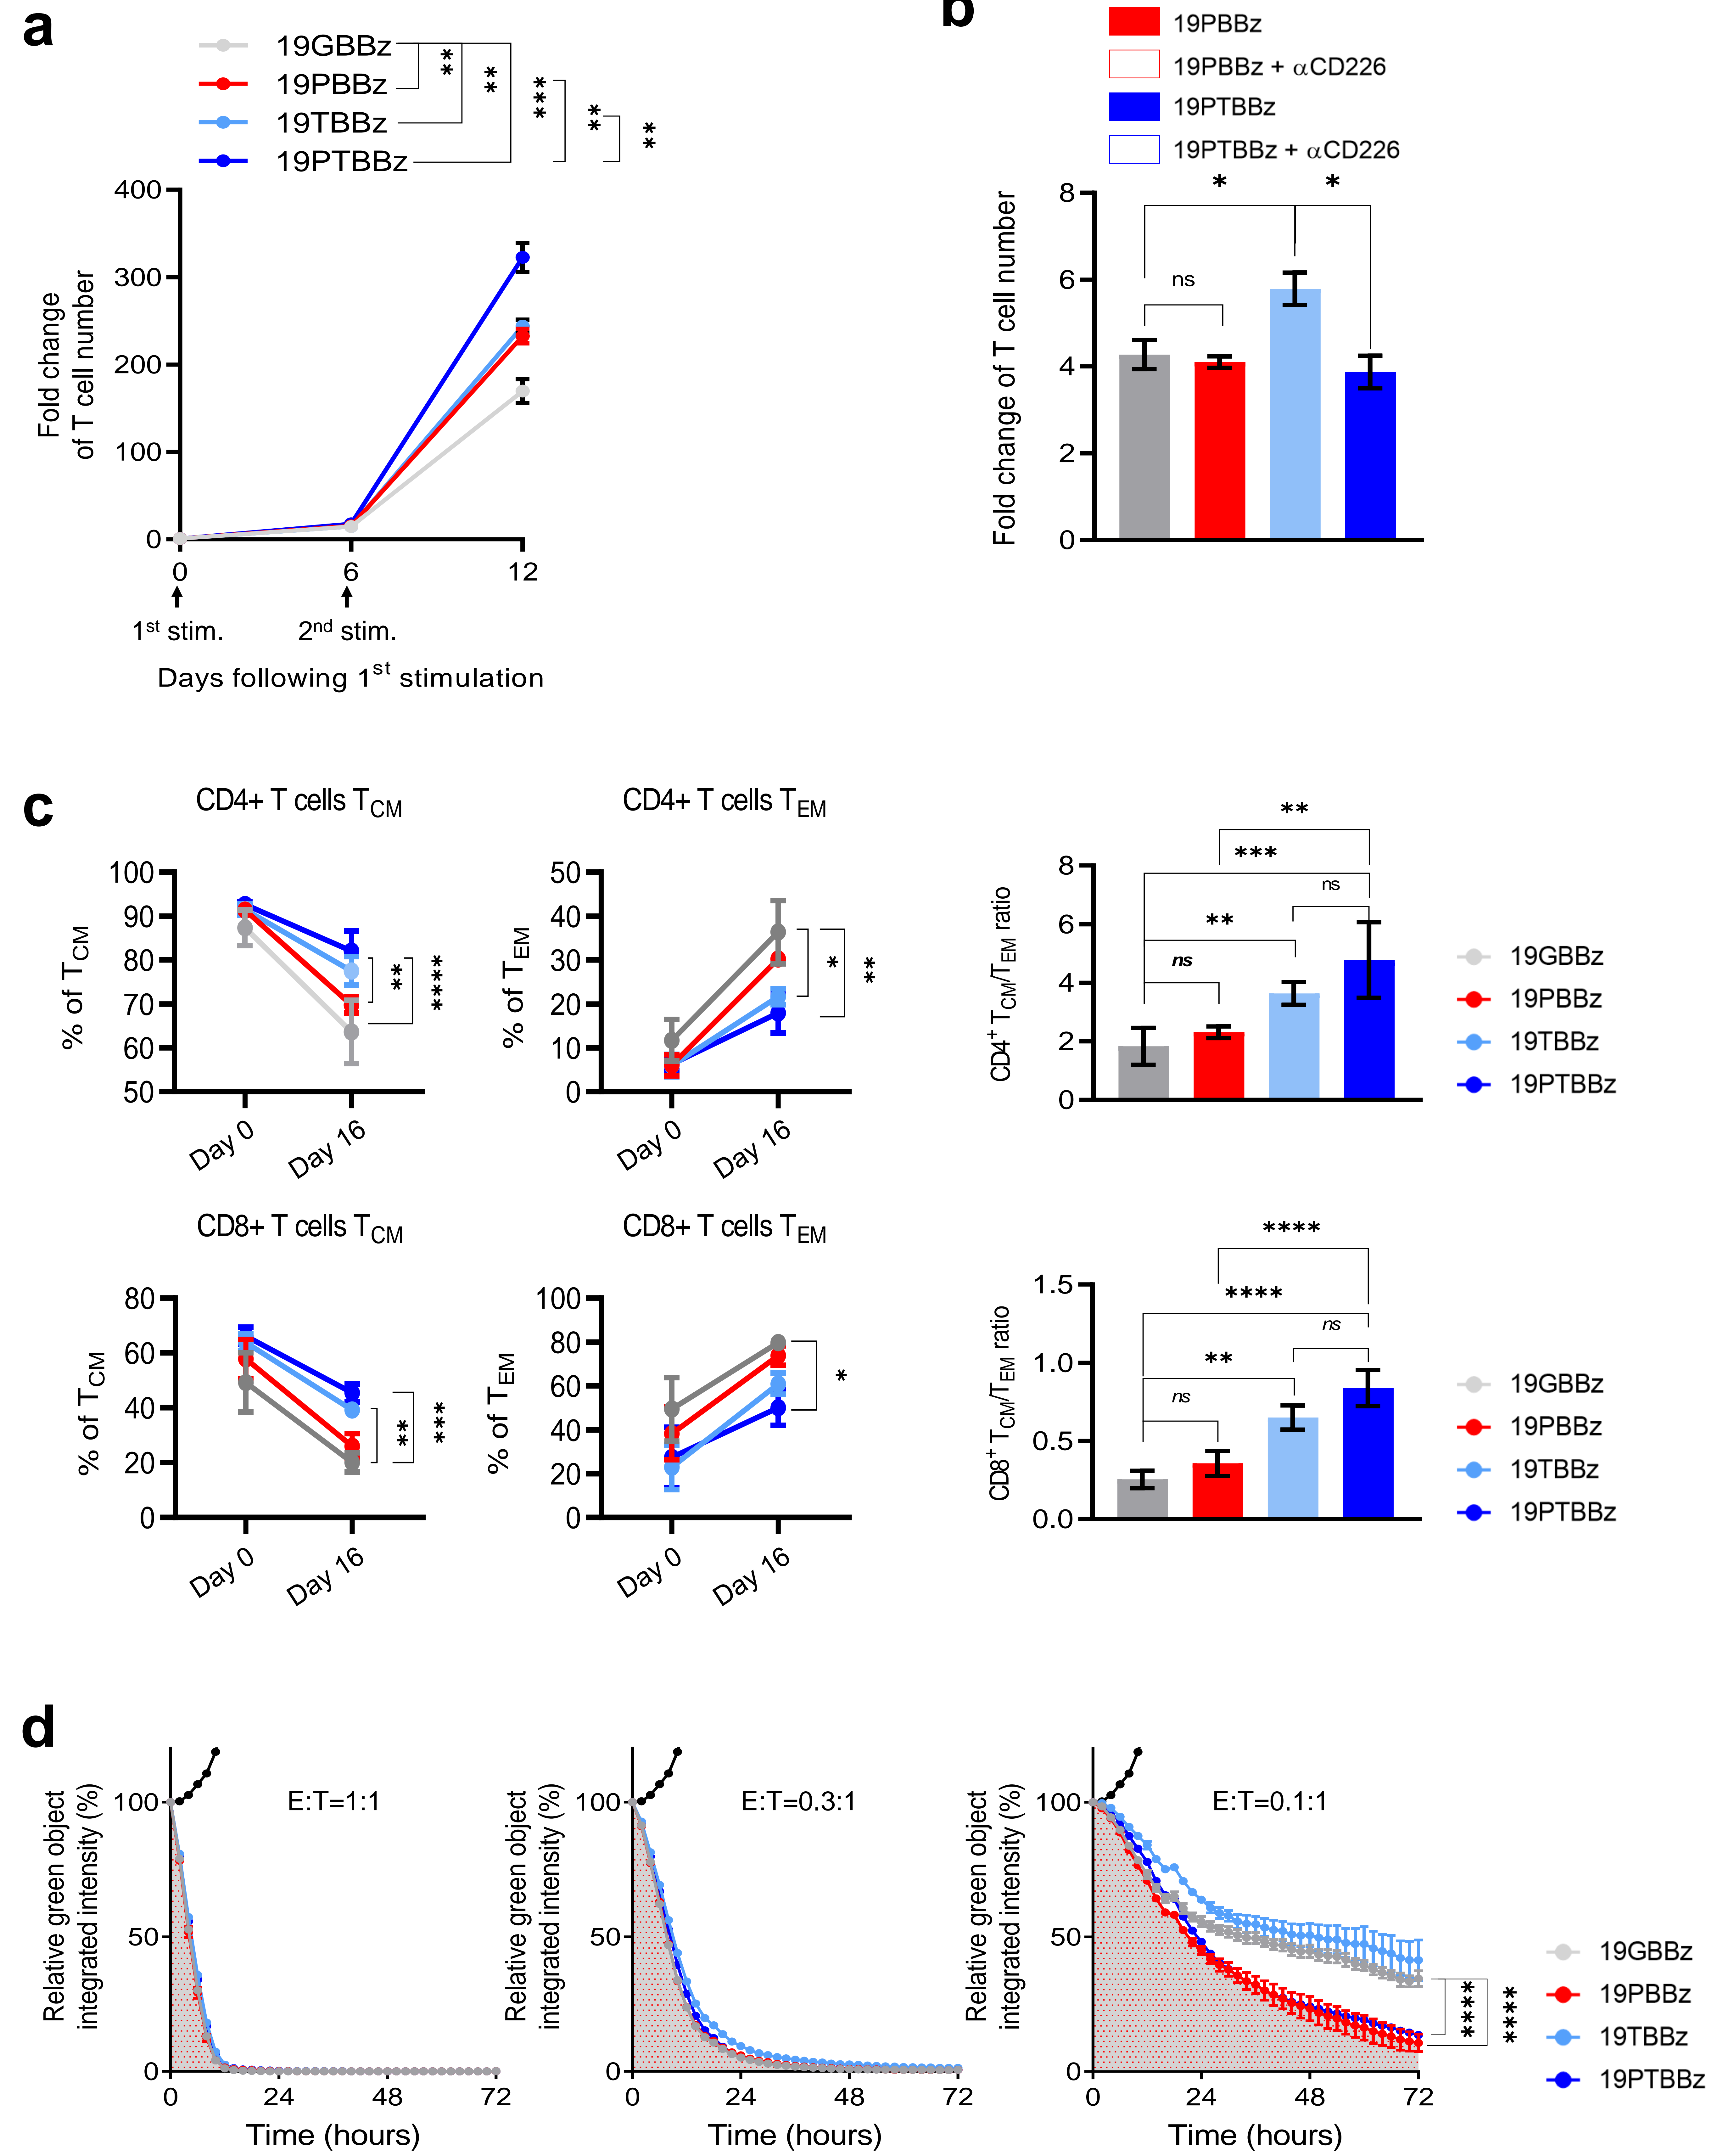 a
19GBBz
19PBBz
19TBBz
19PTBBz
**
**
***
**
**
400
300
200
100
0
Fold change
of T cell number
0
6
12
1st stim.
2nd stim.
Days following 1st stimulation
b
19PBBz
19PBBz + αCD226
19PTBBz
19PTBBz + αCD226
*
*
ns
8
6
4
2
0
Fold change of T cell number
c
CD4+ T cells TCM
100
90
80
70
60
50
% of TCM
**
****
Day 0
Day 16
CD4+ T cells TEM
50
40
30
20
10
0
% of TEM
*
**
Day 0
Day 16
**
***
ns
**
ns
8
6
4
2
0
CD4+ TCM/TEM ratio
19GBBz
19PBBz
19TBBz
19PTBBz
CD8+ T cells TCM
80
60
40
20
0
% of TCM
**
***
Day 0
Day 16
CD8+ T cells TEM
100
80
60
40
20
0
% of TEM
*
Day 0
Day 16
****
****
ns
**
ns
1.5
1.0
0.5
0.0
CD8+ TCM/TEM ratio
19GBBz
19PBBz
19TBBz
19PTBBz
d
Relative green object
integrated intensity (%)
100
50
0
E:T=1:1
0
24
48
72
Time (hours)
Relative green object
integrated intensity (%)
100
50
0
E:T=0.3:1
0
24
48
72
Time (hours)
Relative green object
integrated intensity (%)
100
50
0
E:T=0.1:1
0
24
48
72
Time (hours)
****
****
19GBBz
19PBBz
19TBBz
19PTBBz